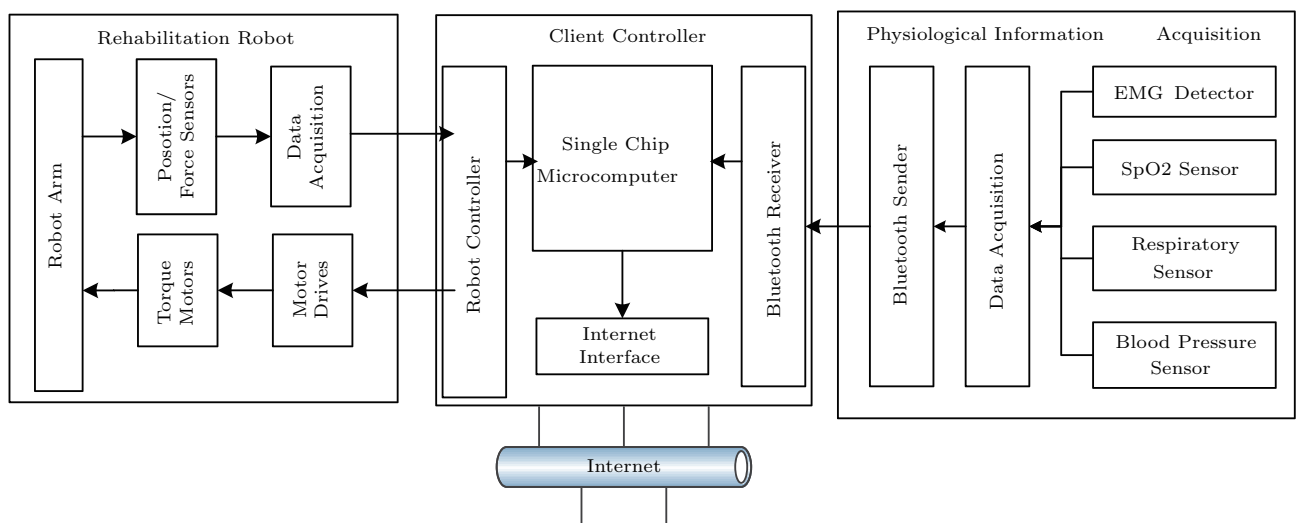 Rehabilitation Robot
Robot Arm
Posotion/
Force Sensors
Data
Acquisition
Torque
Motors
Motor
Drives
Client Controller
Robot Controller
Single Chip
Microcomputer
Internet
Interface
Bluetooth Receiver
Physiological Information Acquisition
Bluetooth Sender
Data Acquisition
EMG Detector
SpO2 Sensor
Respiratory
Sensor
Blood Pressure
Sensor
Internet